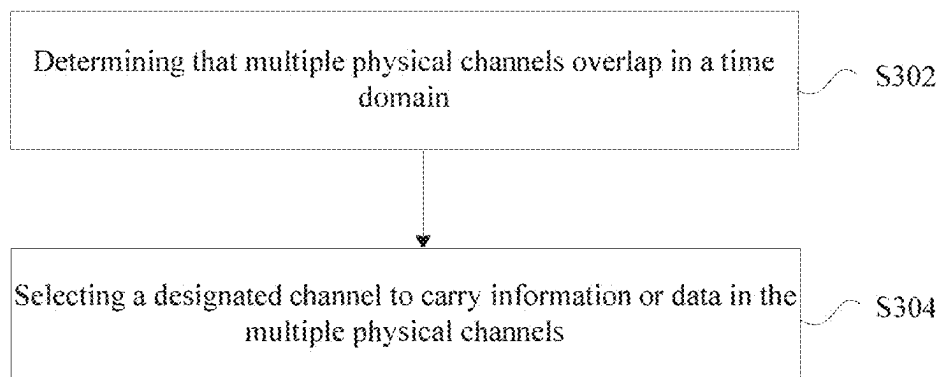 Determining that multiple physical channels overlap in a time
domain
S302
Selecting a designated channel to carry information or data in the
multiple physical channels
S304